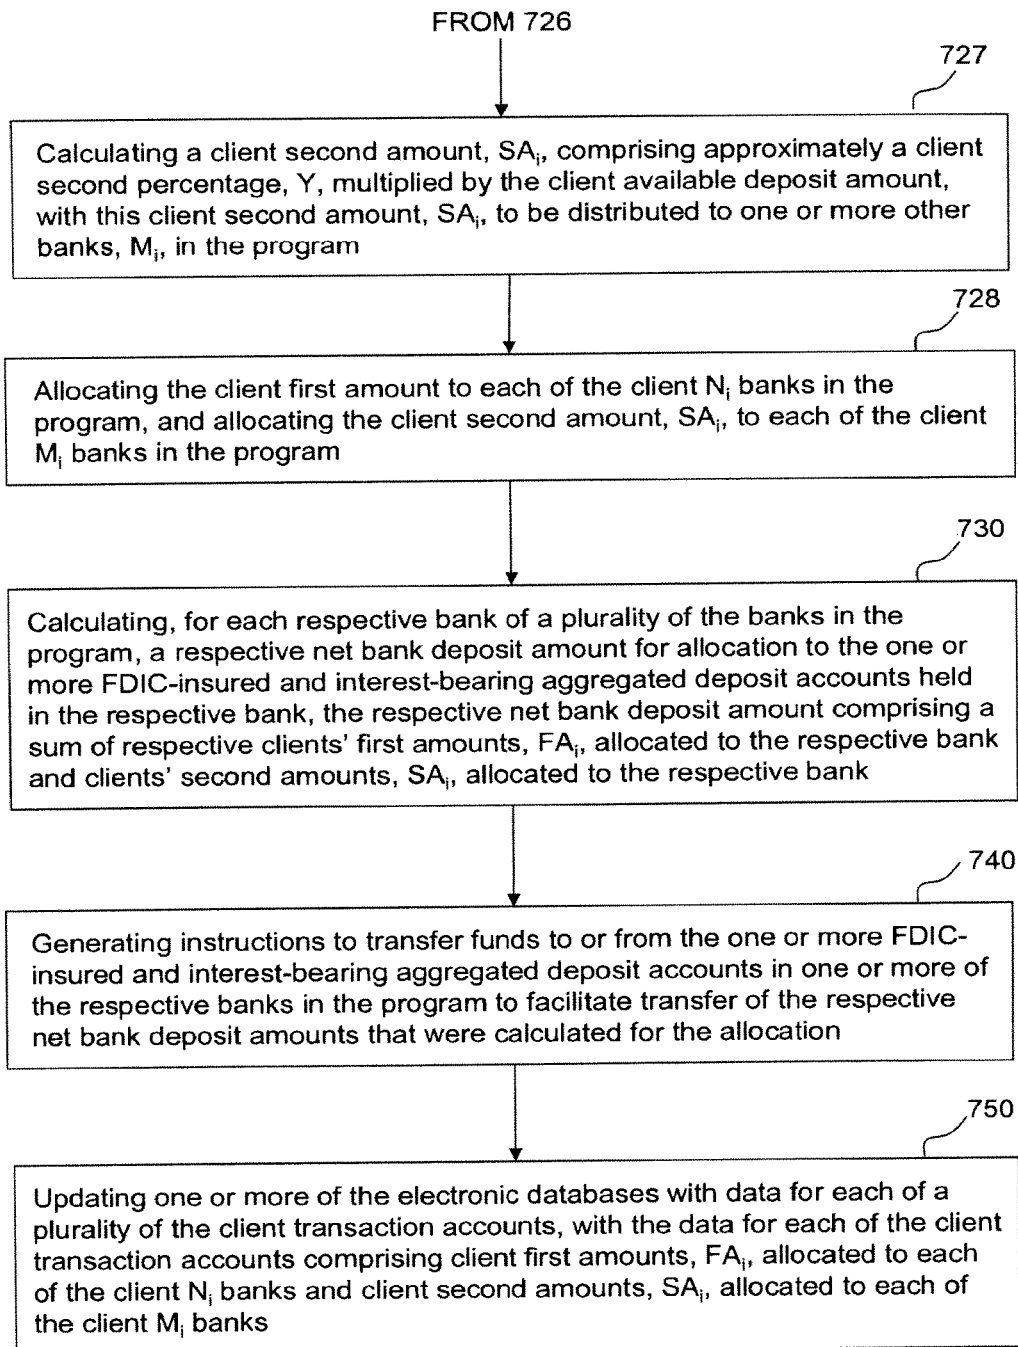 FROM 726
727
Calculating a client second amount, SAᵢ, comprising approximately a client
second percentage, Y, multiplied by the client available deposit amount,
with this client second amount, SAᵢ, to be distributed to one or more other
banks, Mᵢ, in the program
728
Allocating the client first amount to each of the client Nᵢ banks in the
program, and allocating the client second amount, SAᵢ, to each of the client
Mᵢ banks in the program
730
Calculating, for each respective bank of a plurality of the banks in the
program, a respective net bank deposit amount for allocation to the one or
more FDIC-insured and interest-bearing aggregated deposit accounts held
in the respective bank, the respective net bank deposit amount comprising a
sum of respective clients' first amounts, FAᵢ, allocated to the respective bank
and clients' second amounts, SAᵢ, allocated to the respective bank
740
Generating instructions to transfer funds to or from the one or more FDIC-
insured and interest-bearing aggregated deposit accounts in one or more of
the respective banks in the program to facilitate transfer of the respective
net bank deposit amounts that were calculated for the allocation
750
Updating one or more of the electronic databases with data for each of a
plurality of the client transaction accounts, with the data for each of the client
transaction accounts comprising client first amounts, FAᵢ, allocated to each
of the client Nᵢ banks and client second amounts, SAᵢ, allocated to each of
the client Mᵢ banks